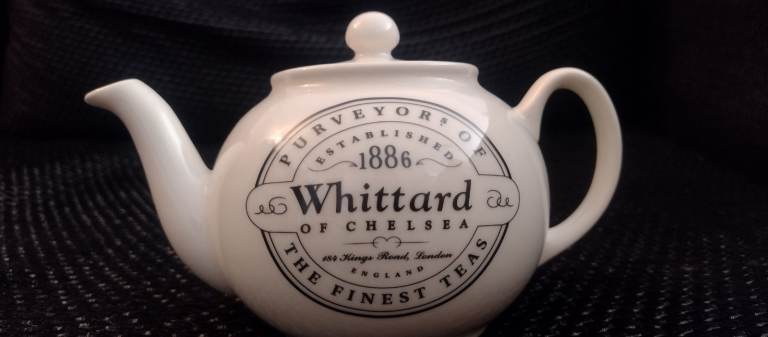 PURVEYORS OF
ESTABLISHED
1886
Whittard
OF CHELSEA
184 Kings Road, London
ENGLAND
THE FINEST TEAS